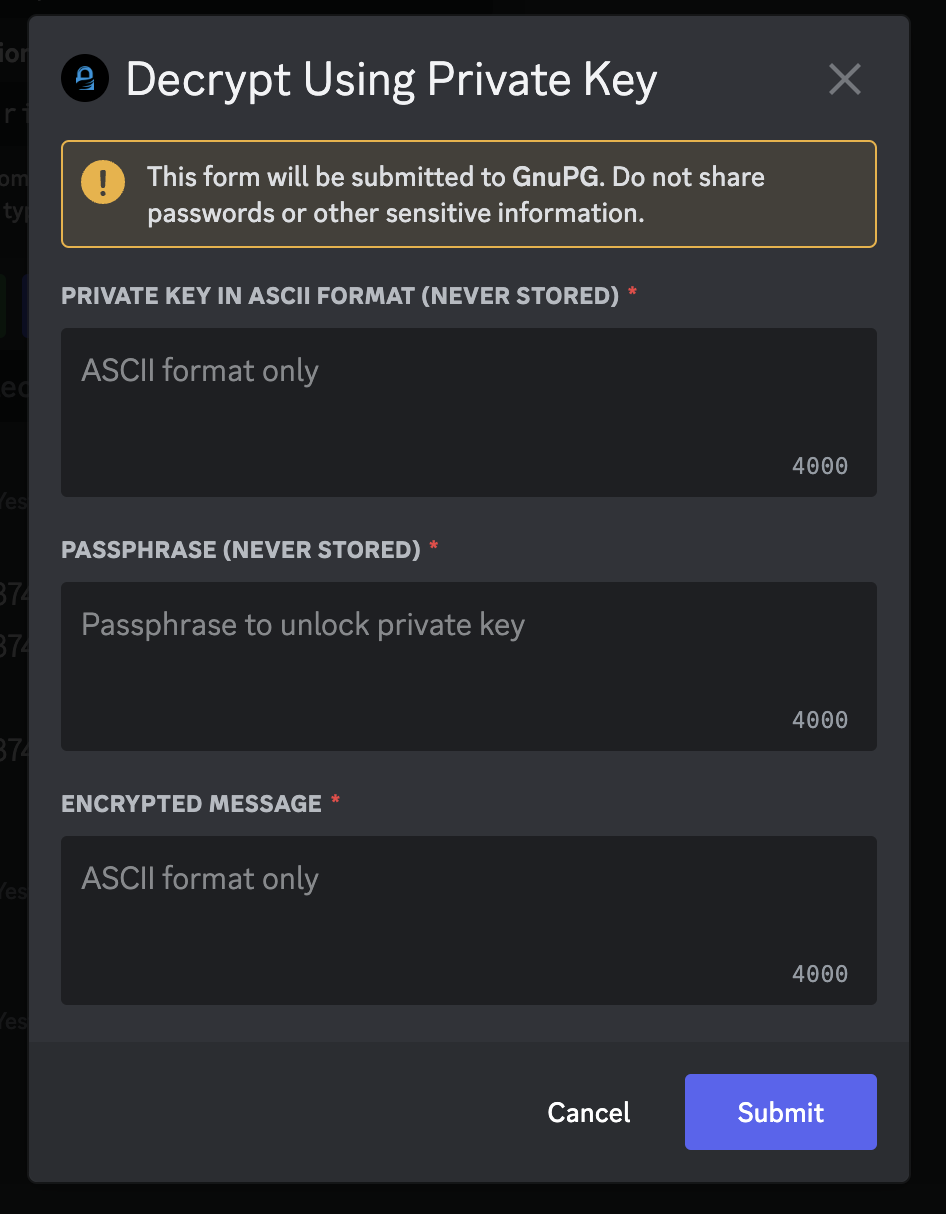 Decrypt Using Private Key
This form will be submitted to GnuPG. Do not share
passwords or other sensitive information.
PRIVATE KEY IN ASCII FORMAT (NEVER STORED) *
ASCII format only
4000
PASSPHRASE (NEVER STORED) *
Passphrase to unlock private key
4000
ENCRYPTED MESSAGE *
ASCII format only
4000
Cancel
Submit